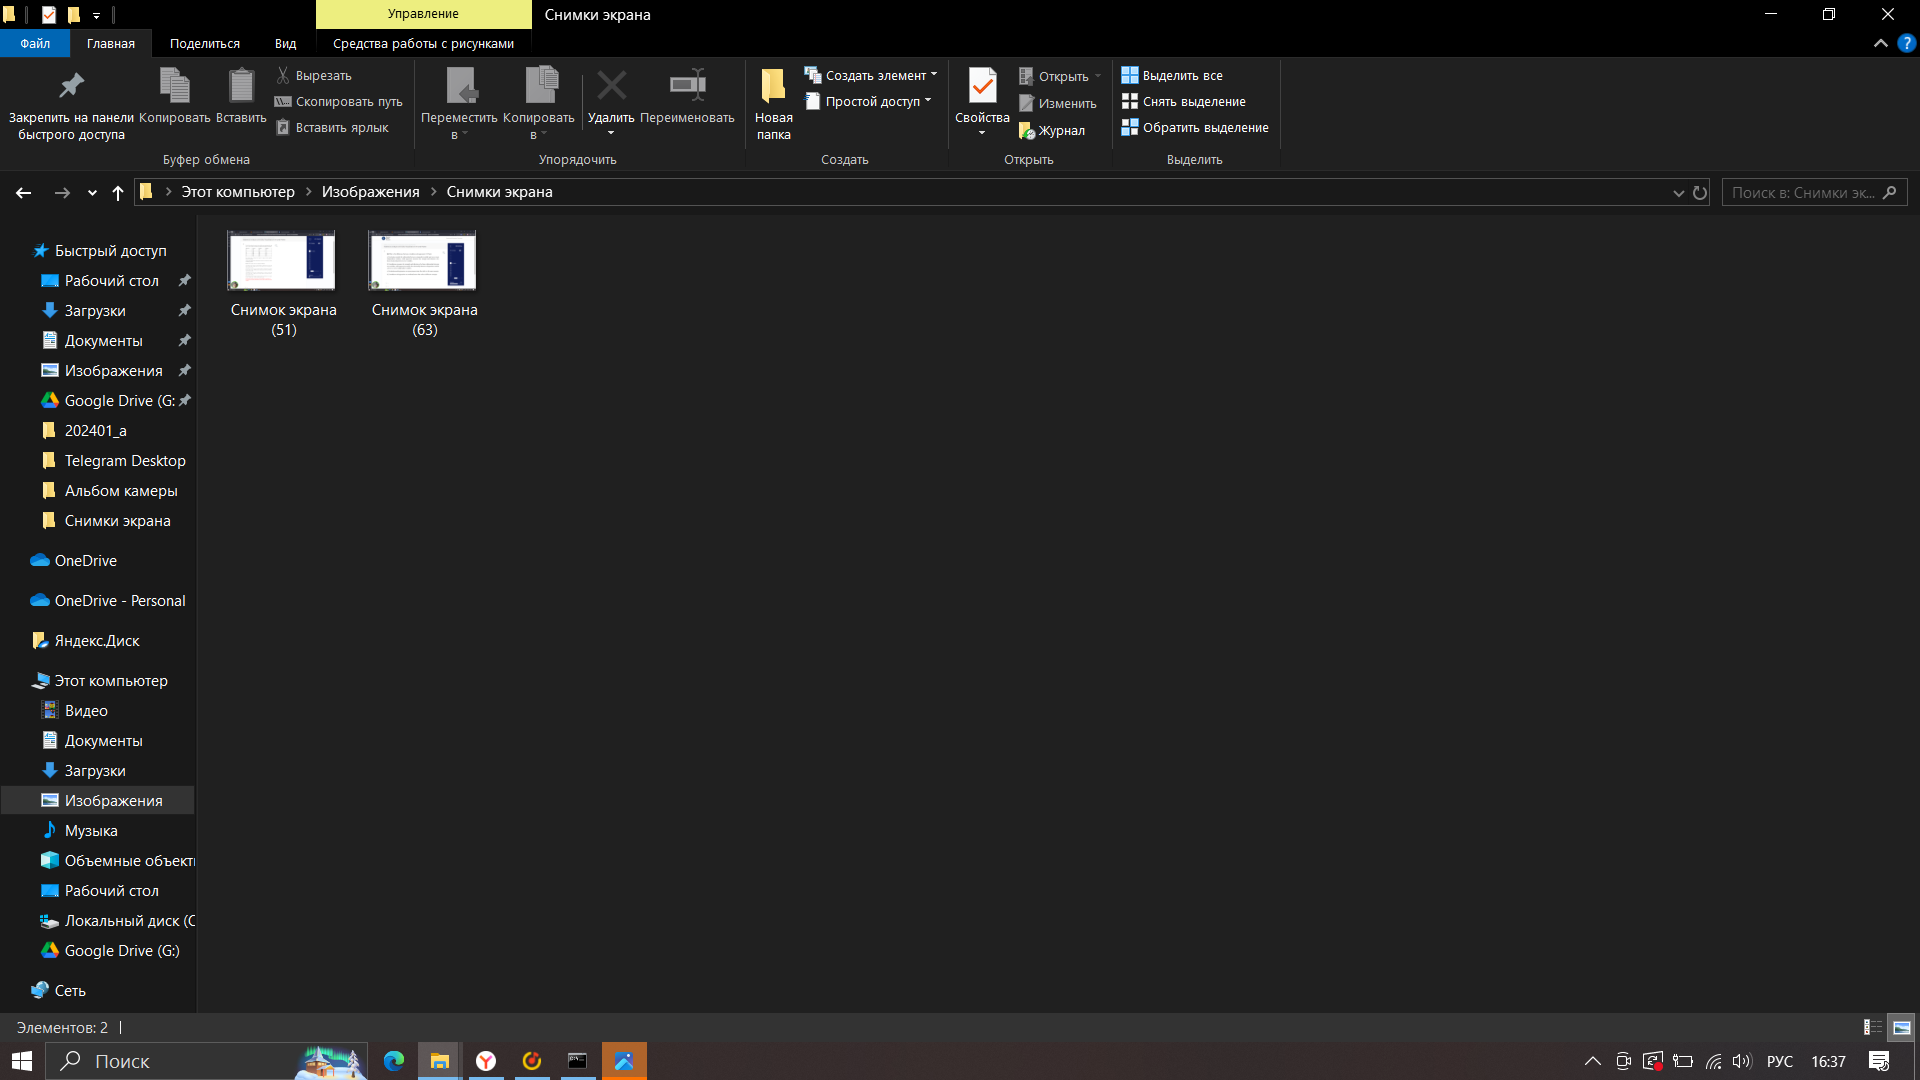 Управление
Снимки экрана
Файл
Главная
Поделиться
Вид
Средства работы с рисунками
Закрепить на панели
быстрого доступа
Копировать
Вставить
Вырезать
Скопировать путь
Вставить ярлык
Буфер обмена
Переместить
в
Копировать
в
Удалить
Переименовать
Упорядочить
Новая
папка
Создать элемент
Простой доступ
Создать
Свойства
Открыть
Изменить
Журнал
Открыть
Выделить все
Снять выделение
Обратить выделение
Выделить
Этот компьютер
Изображения
Снимки экрана
Поиск в: Снимки эк...
Быстрый доступ
Рабочий стол
Загрузки
Документы
Изображения
Google Drive (G:
202401_a
Telegram Desktop
Альбом камеры
Снимки экрана
OneDrive
OneDrive - Personal
Яндекс.Диск
Этот компьютер
Видео
Документы
Загрузки
Изображения
Музыка
Объемные объект
Рабочий стол
Локальный диск (C
Google Drive (G:)
Сеть
Снимок экрана
(51)
Снимок экрана
(63)
Элементов: 2
Поиск
РУС
16:37